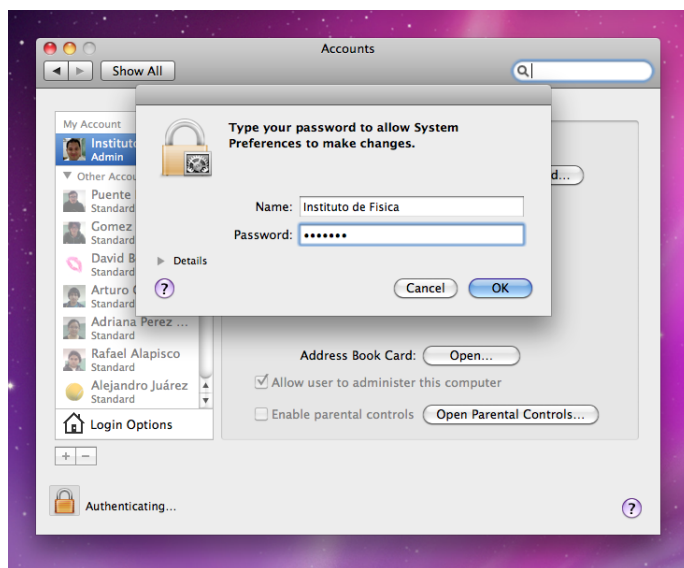 Accounts
Show All
My Account
Admin
Other
Puente
Standard
Gomez
Standard
David B
Standard
Arturo
Standard
Adriana Perez ...
Standard
Rafael Alapisco
Standard
Alejandro Juárez
Standard
Login Options
+ −
Authenticating...
Type your password to allow System
Preferences to make changes.
Name: Instituto de Fisica
Password: •••••••
Details
?
Cancel
OK
d...
Address Book Card: Open...
Allow user to administer this computer
Enable parental controls Open Parental Controls...
?